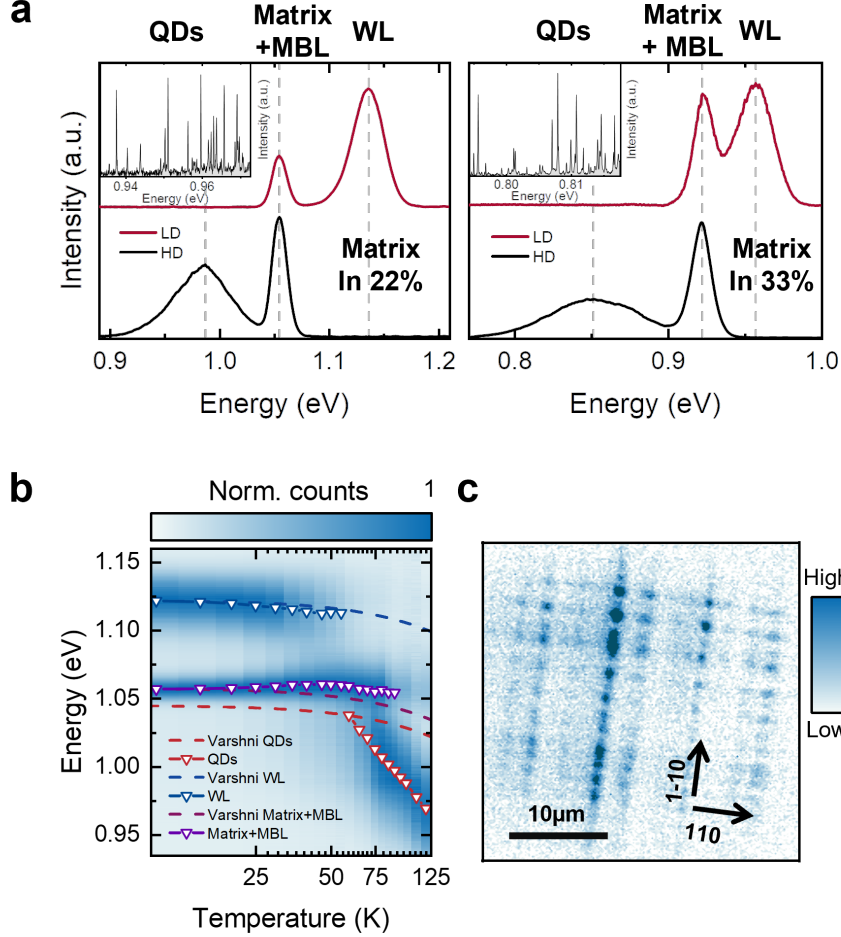 a
QDs
Matrix
+MBL
WL
QDs
Matrix
+ MBL
WL
Intensity (a.u.)
Intensity (a.u.)
0.94
0.96
Energy (eV)
LD
HD
Matrix
In 22%
0.9
1.0
1.1
1.2
Energy (eV)
Intensity (a.u.)
0.80
0.81
Energy (eV)
LD
HD
Matrix
In 33%
0.8
0.9
1.0
Energy (eV)
b
Norm. counts
1
Energy (eV)
1.15
1.10
1.05
1.00
0.95
Varshni QDs
QDs
Varshni WL
WL
Varshni Matrix+MBL
Matrix+MBL
25
50
75
125
Temperature (K)
c
High
Low
10μm
1-10
110